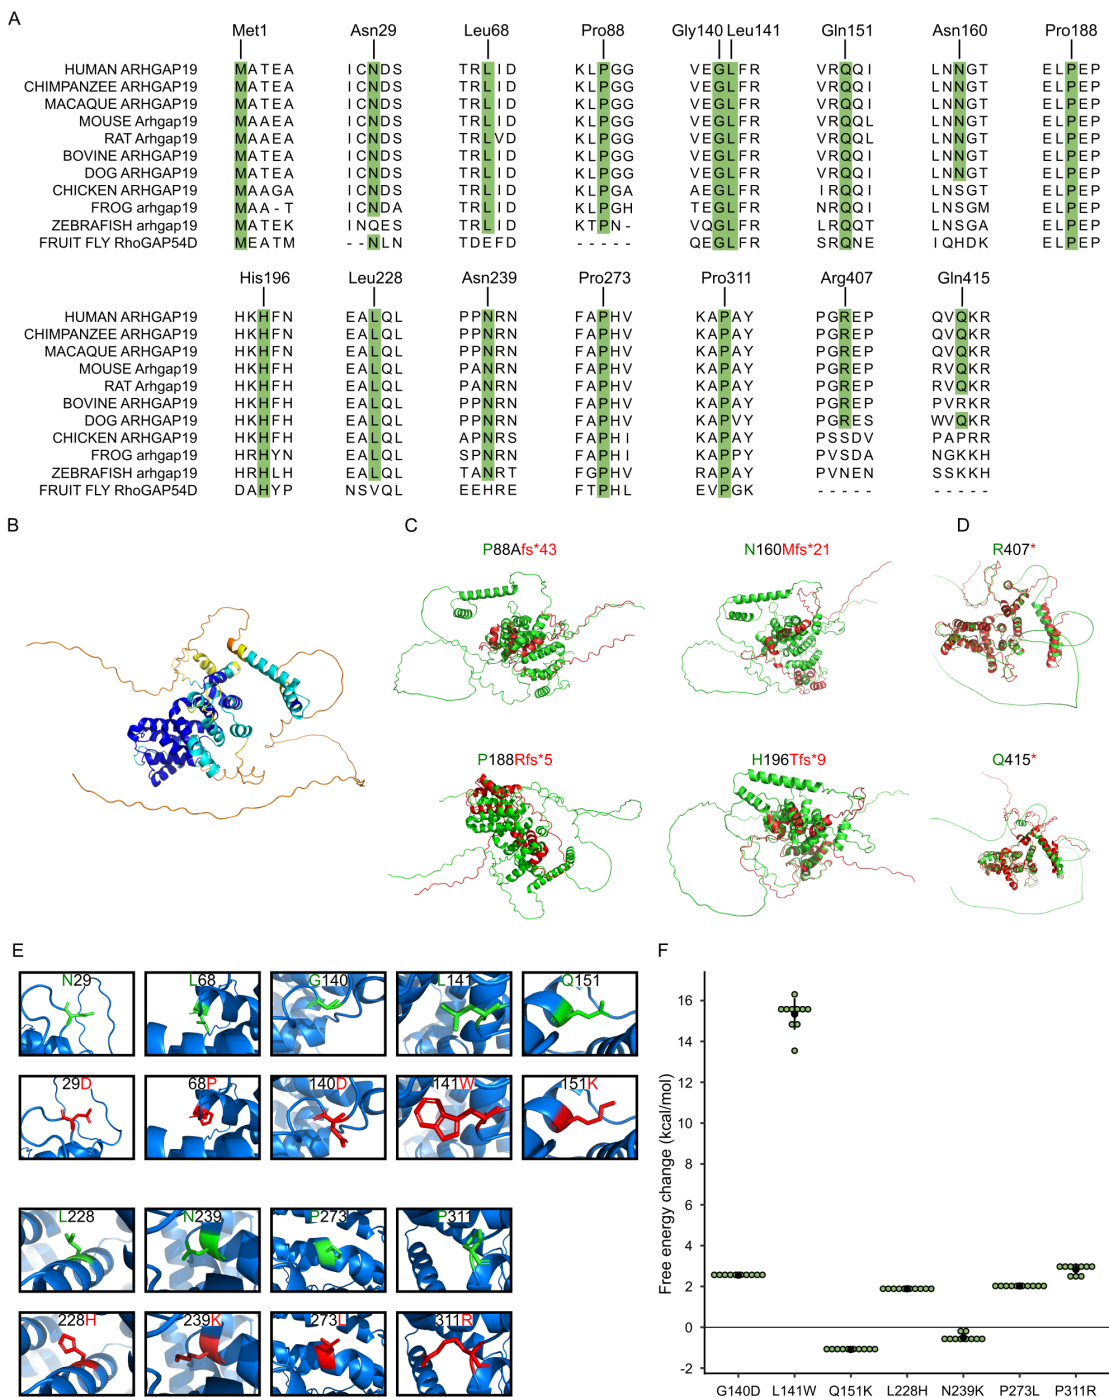 A
Met1 Asn29 Leu68 Pro88 Gly140 Leu141 Gln151 Asn160 Pro188
HUMAN ARHGAP19 MATEA ICNDS TRLID KLPGG VEGLFR VRQQI LNNGT ELPEP
CHIMPANZEE ARHGAP19 MATEA ICNDS TRLID KLPGG VEGLFR VRQQI LNNGT ELPEP
MACAQUE ARHGAP19 MATEA ICNDS TRLID KLPGG VEGLFR VRQQI LNNGT ELPEP
MOUSE Arhgap19 MAAEA ICNDS TRLID KLPGG VEGLFR VRQQL LNNGT ELPEP
RAT Arhgap19 MAAEA ICNDS TRLVD KLPGG VEGLFR VRQQL LNNGT ELPEP
BOVINE ARHGAP19 MATEA ICNDS TRLID KLPGG VEGLFR VRQQI LNNGT ELPEP
DOG ARHGAP19 MATEA ICNDS TRLID KLPGG VEGLFR VRQQL LNNGT ELPEP
CHICKEN ARHGAP19 MAAGA ICNDS TRLID KLPGA AEGLFR IRQQI LNSGT ELPEP
FROG arhgap19 MAA-T ICNDA TRLID KLPGH TEGLFR NRQQI LNSGM ELPEP
ZEBRAFISH arhgap19 MATEK INQES TRLID KTPN- VQGLFR QRQQT LNSGA ELPEP
FRUIT FLY RhoGAP54D MEATM --NLN TDEFD ----- QEGLFR SRQNE IQHDK ELPEP
His196 Leu228 Asn239 Pro273 Pro311 Arg407 Gln415
HUMAN ARHGAP19 HKHFN EALQL PPNRN FAPHV KAPAY PGREP QVQKR
CHIMPANZEE ARHGAP19 HKHFN EALQL PPNRN FAPHV KAPAY PGREP QVQKR
MACAQUE ARHGAP19 HKHFN EALQL PPNRN FAPHV KAPAY PGREP QVQKR
MOUSE Arhgap19 HKHFH EALQL PANRN FAPHV KAPAY PGREP RVQKR
RAT Arhgap19 HKHFH EALQL PANRN FAPHV KAPAY PGREP RVQKR
BOVINE ARHGAP19 HKHFH EALQL PPNRN FAPHV KAPAY PGREP PVRKR
DOG ARHGAP19 HKHFH EALQL PPNRN FAPHV KAPVY PGRES WVQKR
CHICKEN ARHGAP19 HKHFH EALQL APNRS FAPHI KAPAY PSSDV PAPRR
FROG arhgap19 HRHYN EALQL SPNRN FAPHI KAPPY PVSDA NGKKH
ZEBRAFISH arhgap19 HRHLH EALQL TANRT FGPHV RAPAY PVNEN SSKKH
FRUIT FLY RhoGAP54D DAHYP NSVQL EEHRE FTPHL EVPGK ----- -----
B
C
D
P88Afs*43 N160Mfs*21 R407*
P188Rfs*5 H196Tfs*9 Q415*
E
N29 L68 G140 L141 Q151
29D 68P 140D 141W 151K
L228 N239 P273 P311
228H 239K 273L 311R
F
Free energy change (kcal/mol)
16
14
12
10
8
6
4
2
0
-2
G140D L141W Q151K L228H N239K P273L P311R